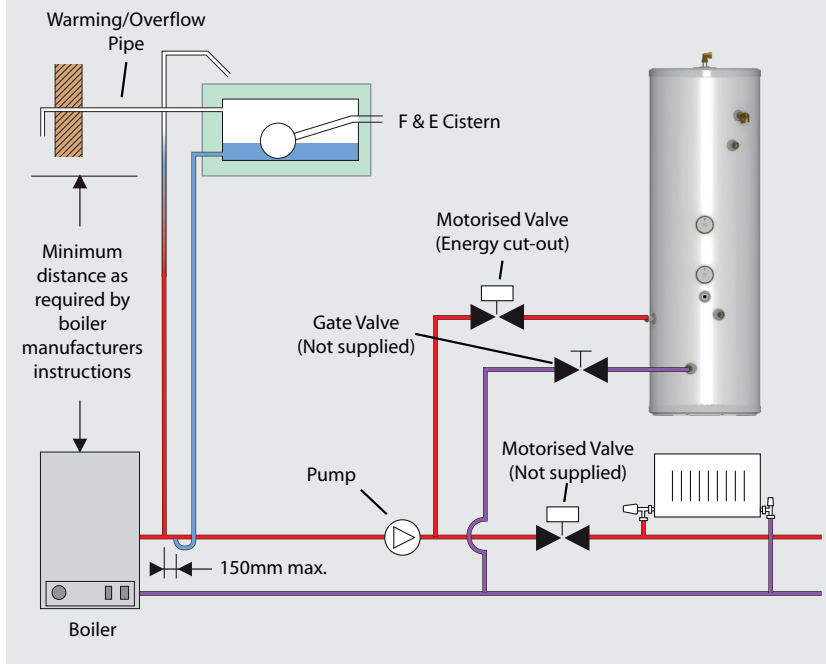 Warming/Overflow
Pipe
F & E Cistern
Motorised Valve
(Energy cut-out)
Minimum
distance as
required by
boiler
manufacturers
instructions
Gate Valve
(Not supplied)
Motorised Valve
(Not supplied)
Pump
150mm max.
Boiler